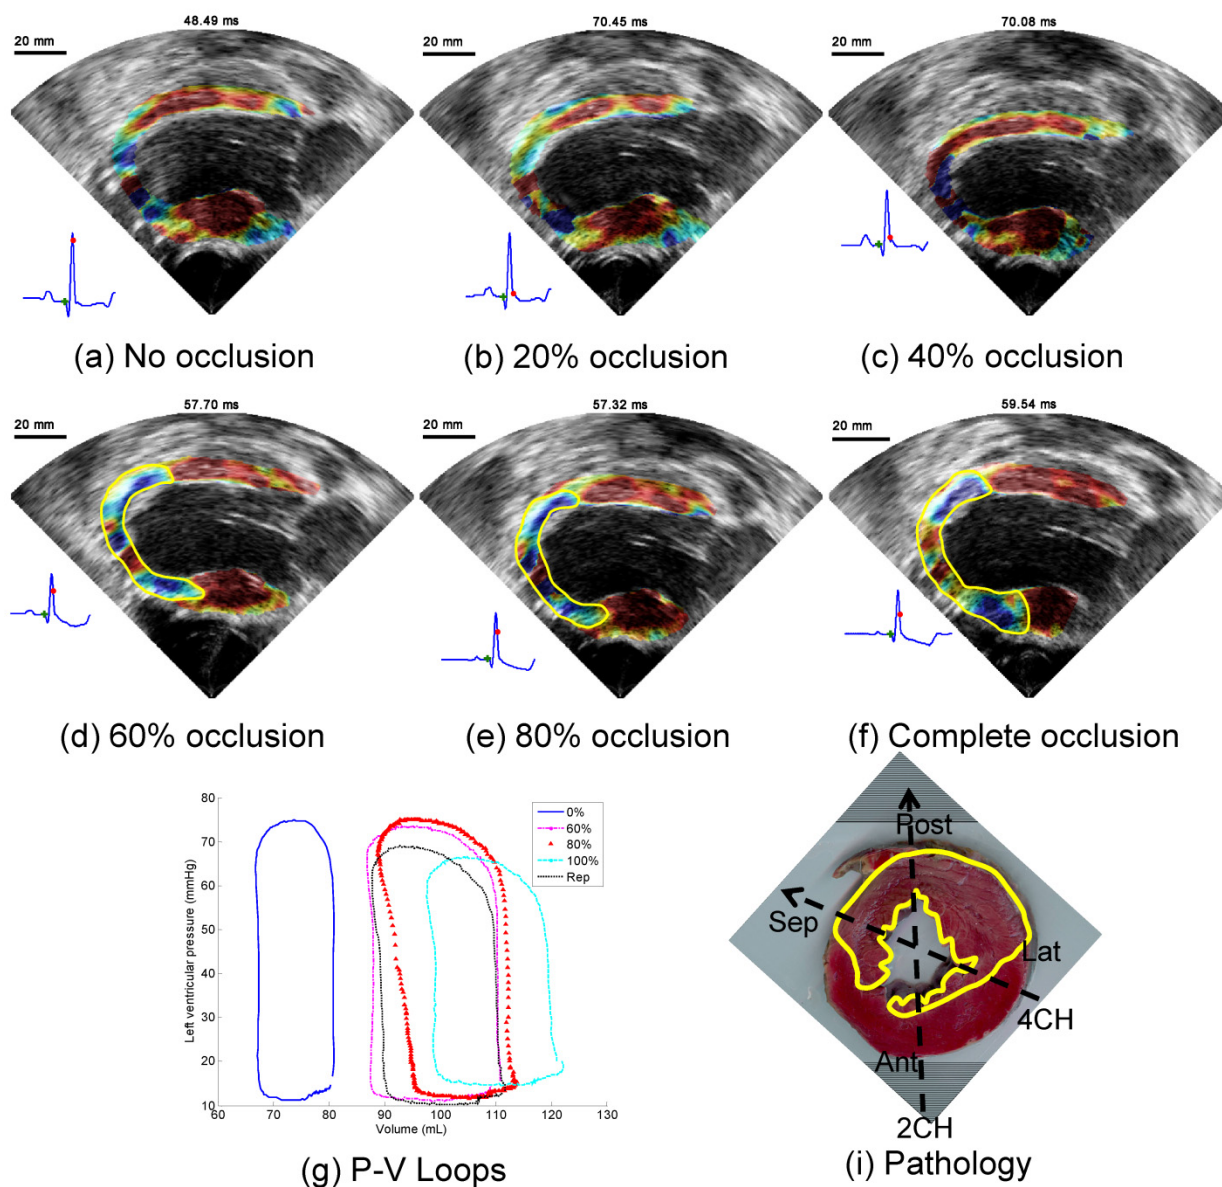 48.49 ms
20 mm
70.45 ms
20 mm
70.08 ms
20 mm
(a) No occlusion
(b) 20% occlusion
(c) 40% occlusion
57.70 ms
20 mm
57.32 ms
20 mm
59.54 ms
20 mm
(d) 60% occlusion
(e) 80% occlusion
(f) Complete occlusion
80
70
60
50
40
30
20
10
Left ventricular pressure (mmHg)
0%
60%
80%
100%
Rep
60
70
80
90
100
110
120
130
Volume (mL)
(g) P-V Loops
Post
Sep
Lat
4CH
Ant
2CH
(i) Pathology